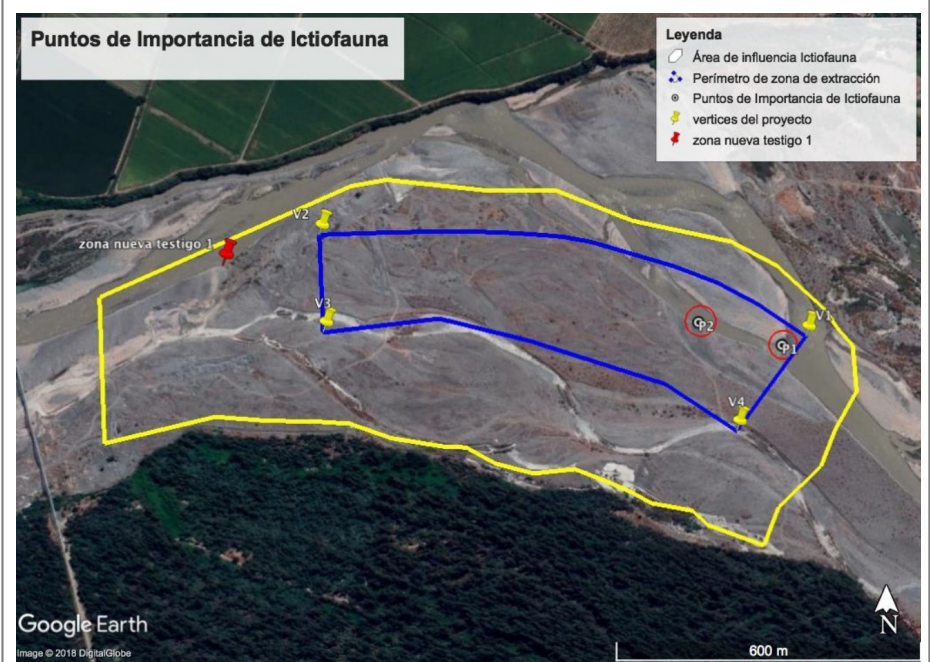 Puntos de Importancia de Ictiofauna
Leyenda
Área de influencia Ictiofauna
Perímetro de zona de extracción
Puntos de Importancia de Ictiofauna
vertices del proyecto
zona nueva testigo 1
V2
zona nueva testigo 1
V3
V1
P2
P1
V4
Google Earth
N
Image © 2018 DigitalGlobe
600 m